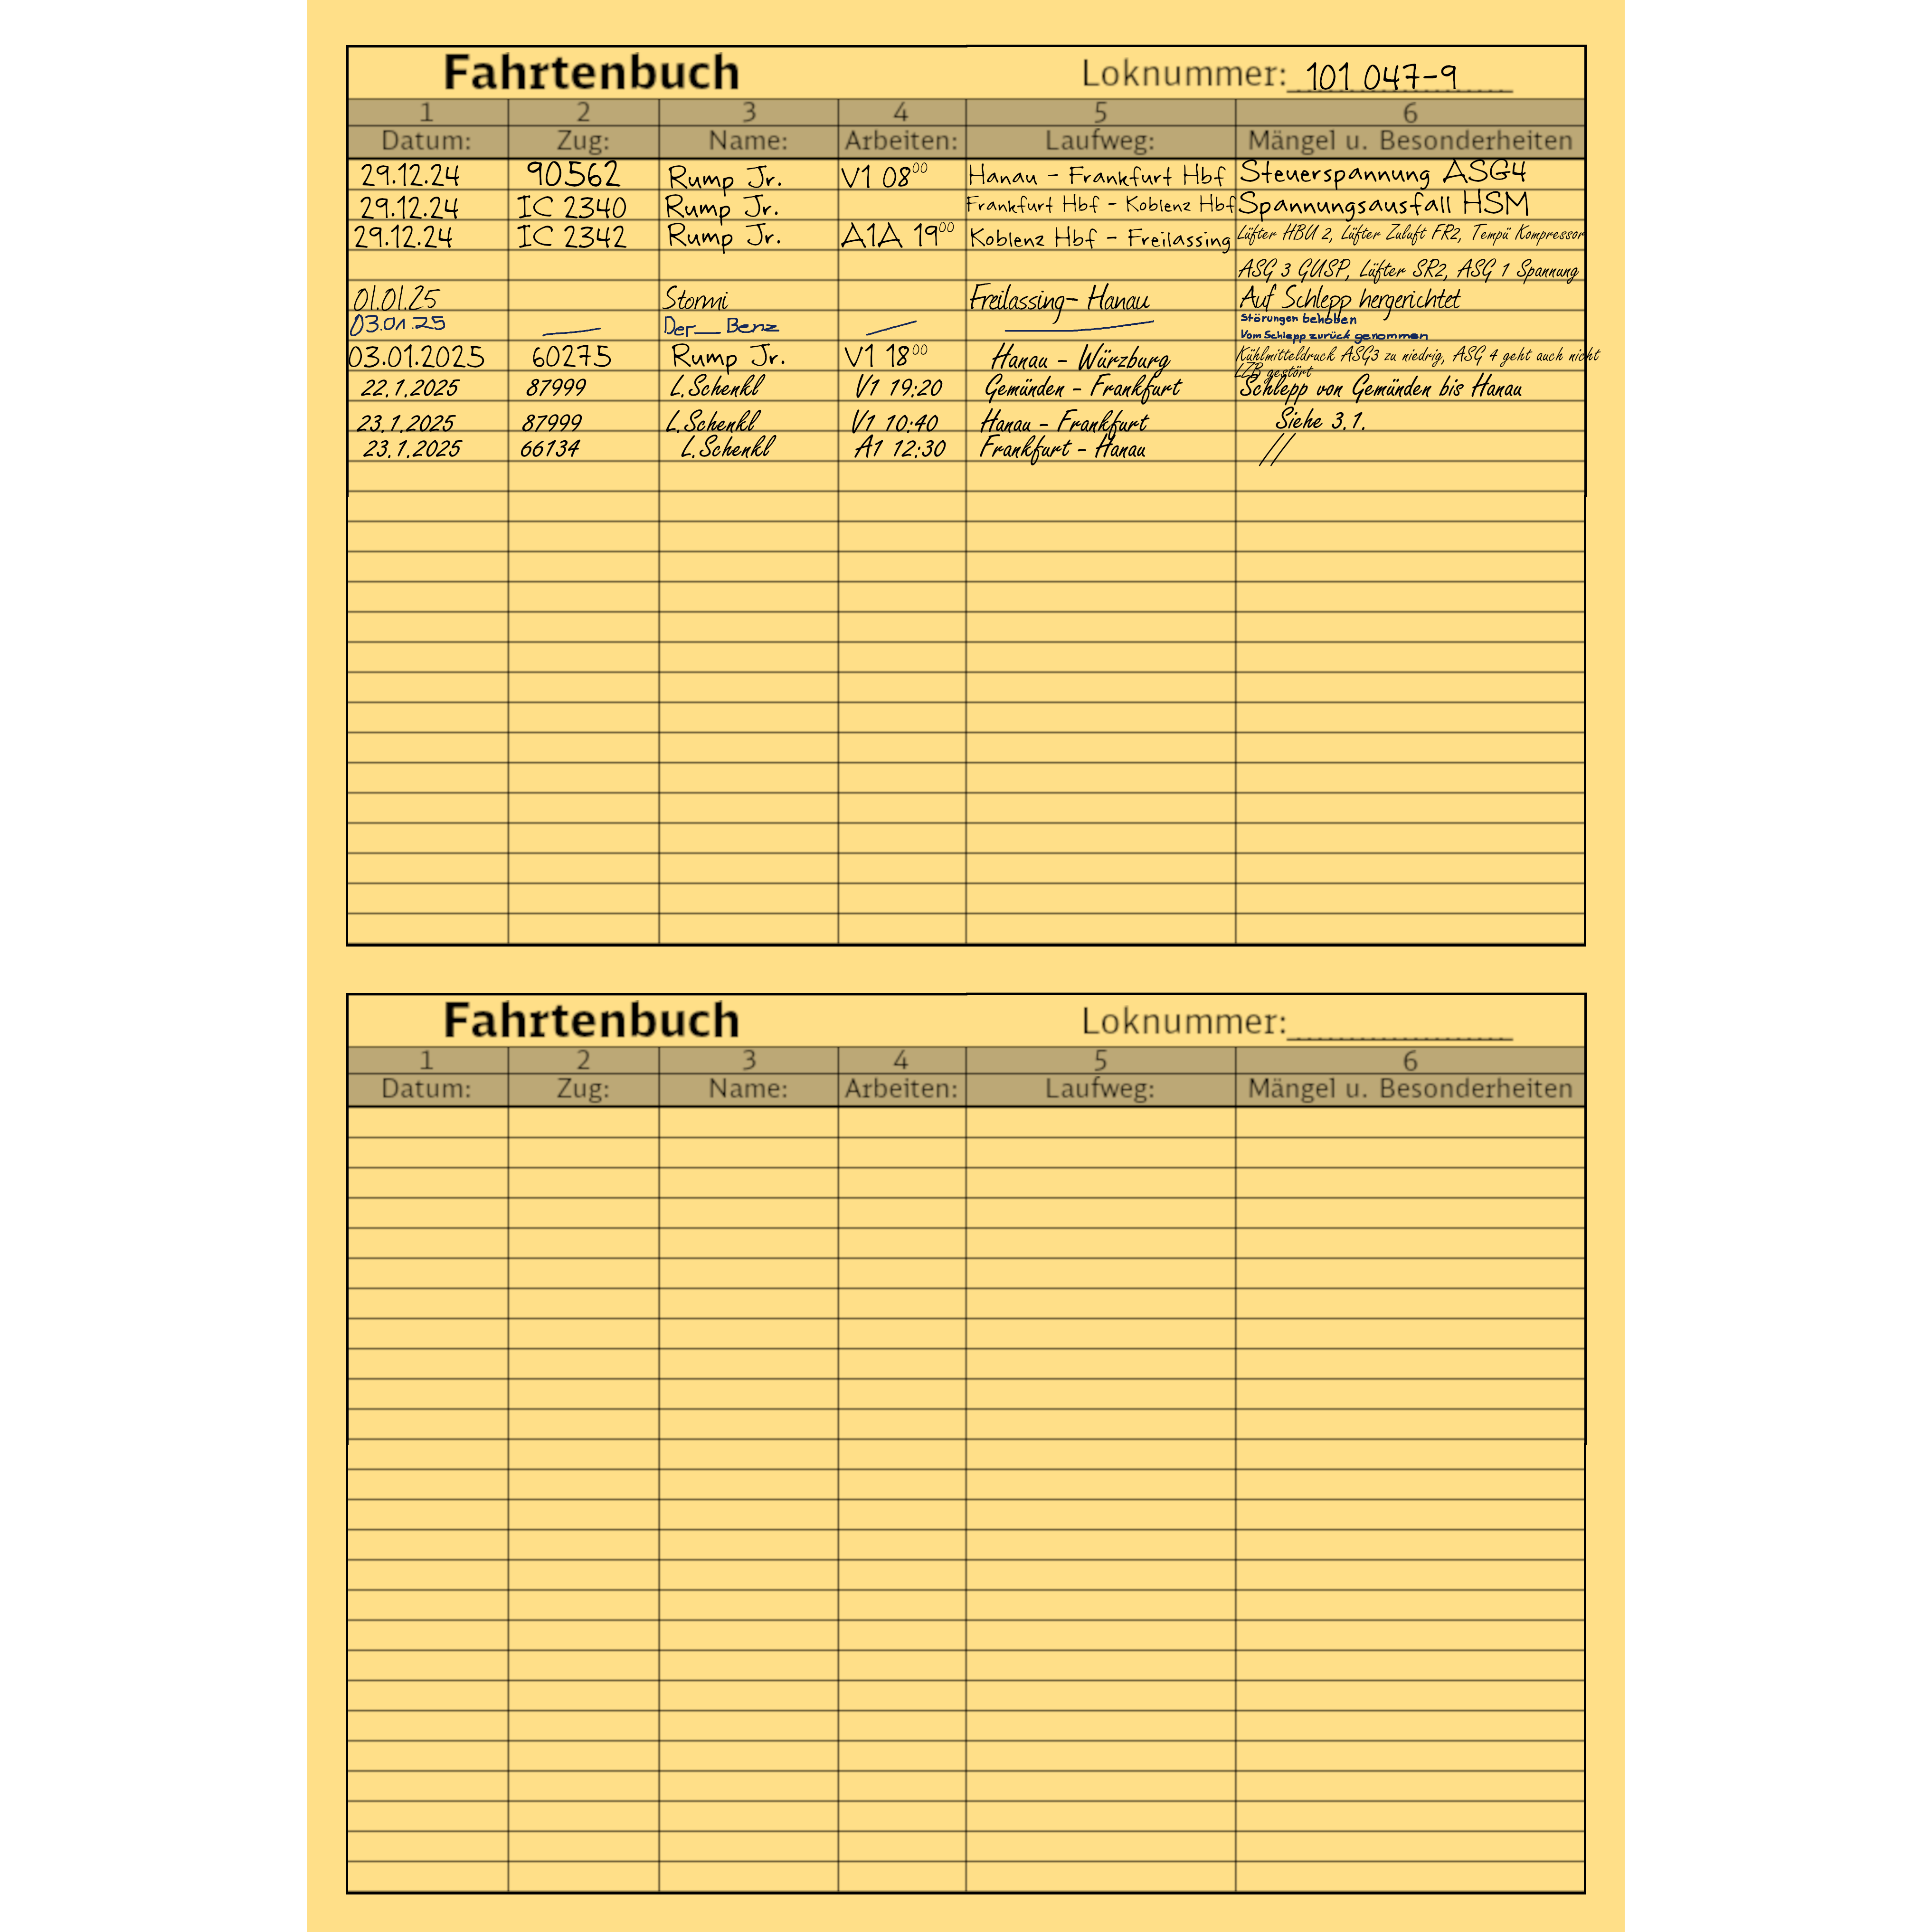 Fahrtenbuch Loknummer: 101 047-9
1 2 3 4 5 6
Datum: Zug: Name: Arbeiten: Laufweg: Mängel u. Besonderheiten
29.12.24 90562 Rump Jr. V1 08⁰⁰ Hanau - Frankfurt Hbf Steuerspannung ASG4
29.12.24 IC 2340 Rump Jr. Frankfurt Hbf - Koblenz Hbf Spannungsausfall HSM
29.12.24 IC 2342 Rump Jr. A1A 19⁰⁰ Koblenz Hbf - Freilassing Lüfter HBU 2, Lüfter Zuluft FR2, Tempü Kompressor
ASG 3 GUSP, Lüfter SR2, ASG 1 Spannung
01.01.25 Stormi Freilassing- Hanau Auf Schlepp hergerichtet
03.01.25 Der__Benz Störungen behoben
Vom Schlepp zurück genommen
03.01.2025 60275 Rump Jr. V1 18⁰⁰ Hanau - Würzburg Kühlmitteldruck ASG3 zu niedrig, ASG 4 geht auch nicht
LZB gestört
22.1.2025 87999 L.Schenkl V1 19:20 Gemünden - Frankfurt Schlepp von Gemünden bis Hanau
23.1.2025 87999 L.Schenkl V1 10:40 Hanau - Frankfurt Siehe 3.1.
23.1.2025 66134 L.Schenkl A1 12:30 Frankfurt - Hanau //
Fahrtenbuch Loknummer:
1 2 3 4 5 6
Datum: Zug: Name: Arbeiten: Laufweg: Mängel u. Besonderheiten